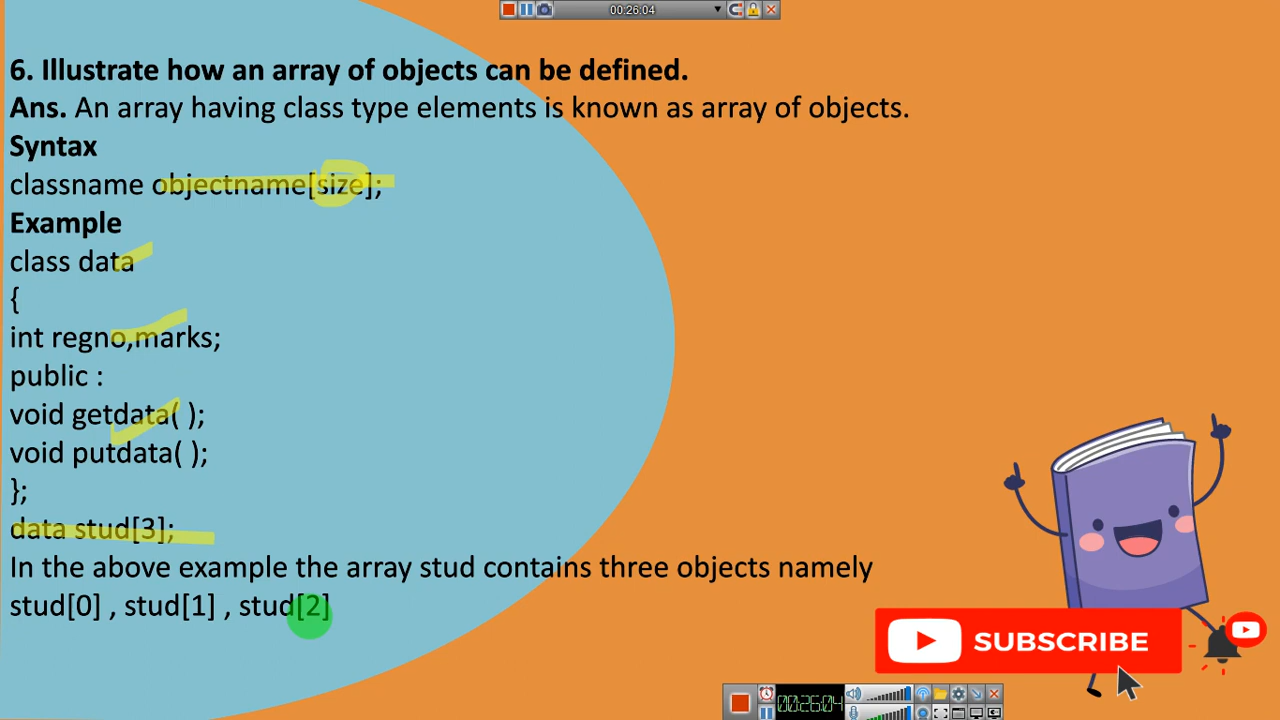 00:26:04
6. Illustrate how an array of objects can be defined.
Ans. An array having class type elements is known as array of objects.
Syntax
classname objectname[size];
Example
class data
{
int regno,marks;
public :
void getdata( );
void putdata( );
};
data stud[3];
In the above example the array stud contains three objects namely
stud[0] , stud[1] , stud[2]
SUBSCRIBE
00:26:04